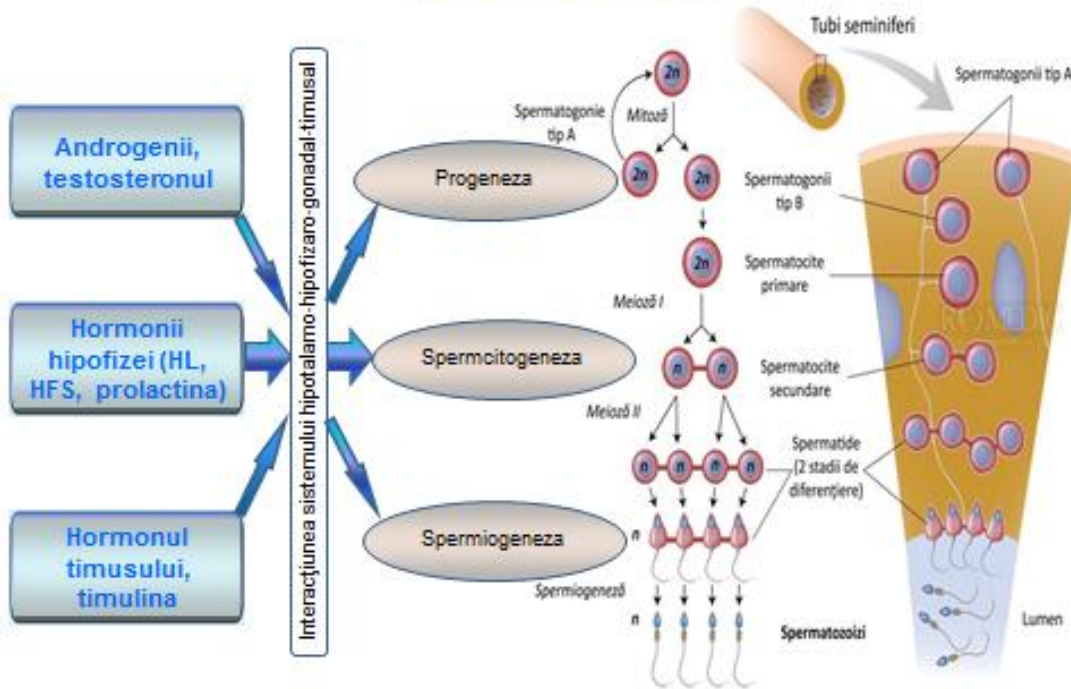 Androgenii,
testosteronul
Hormonii
hipofizei (HL,
HFS, prolactina)
Hormonul
timusului,
timulina
Interacțiunea sistemului hipotalamo-hipofizaro-gonadal-timusal
Progeneza
Spermcitogeneza
Spermiogeneza
2n
Spermatogonie
tip A
Mitoză
2n
2n
2n
Meioză I
n
n
Meioză II
n
n
n
n
n
Spermiogeneză
n
Spermatozoizi
Tubi seminiferi
Spermatogonii tip A
Spermatogonii
tip B
Spermatocite
primare
Spermatocite
secundare
Spermatide
(2 stadii de
diferențiere)
Lumen